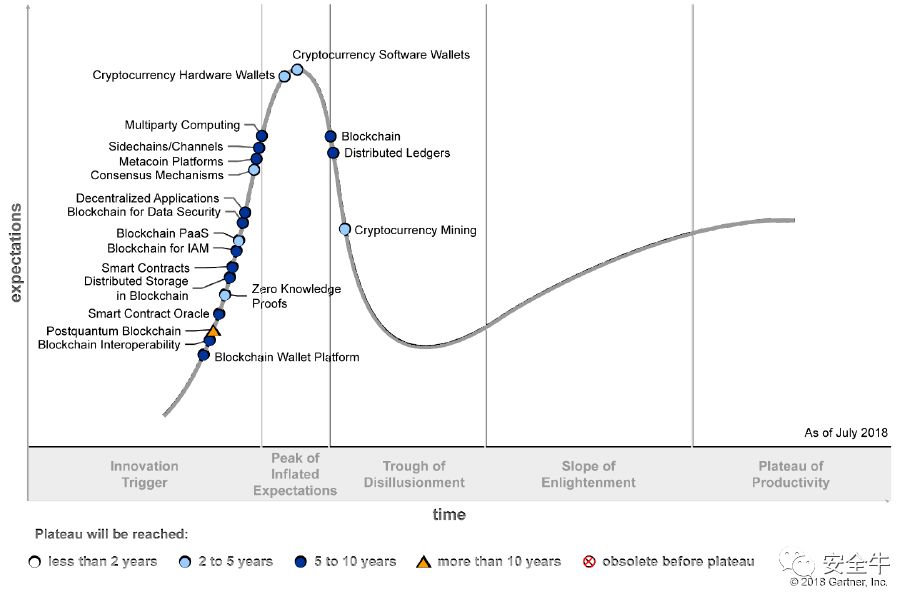 Cryptocurrency Software Wallets
Cryptocurrency Hardware Wallets
Multiparty Computing
Blockchain
Sidechains/Channels
Distributed Ledgers
Metacoin Platforms
Consensus Mechanisms
Decentralized Applications
Blockchain for Data Security
Cryptocurrency Mining
Blockchain PaaS
Blockchain for IAM
Smart Contracts
Distributed Storage
in Blockchain
Zero Knowledge
Proofs
Smart Contract Oracle
Postquantum Blockchain
Blockchain Interoperability
Blockchain Wallet Platform
expectations
As of July 2018
Innovation
Trigger
Peak of
Inflated
Expectations
Trough of
Disillusionment
Slope of
Enlightenment
Plateau of
Productivity
time
Plateau will be reached:
less than 2 years
2 to 5 years
5 to 10 years
more than 10 years
obsolete before plateau
安全牛
© 2018 Gartner, Inc.